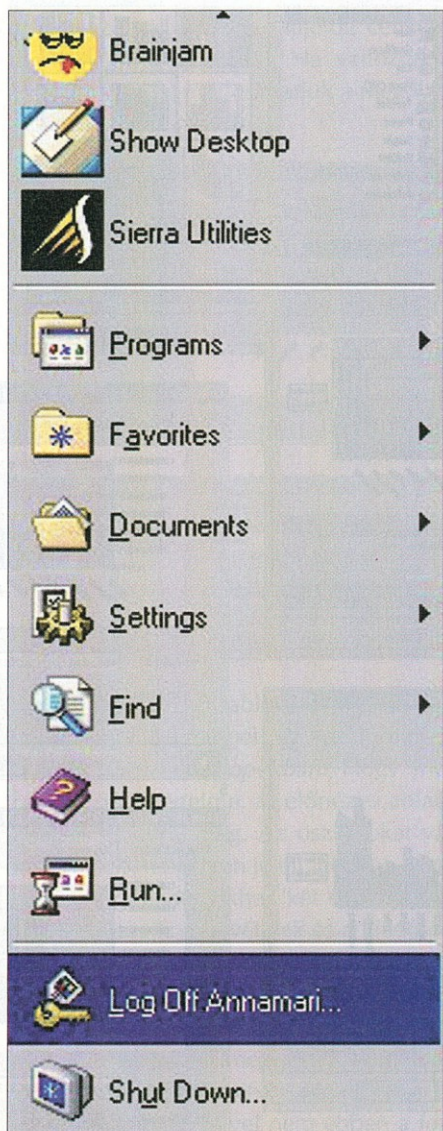 Brainjam
Show Desktop
Sierra Utilities
Programs
Favorites
Documents
Settings
Find
Help
Run...
Log Off Annamari...
Shut Down...